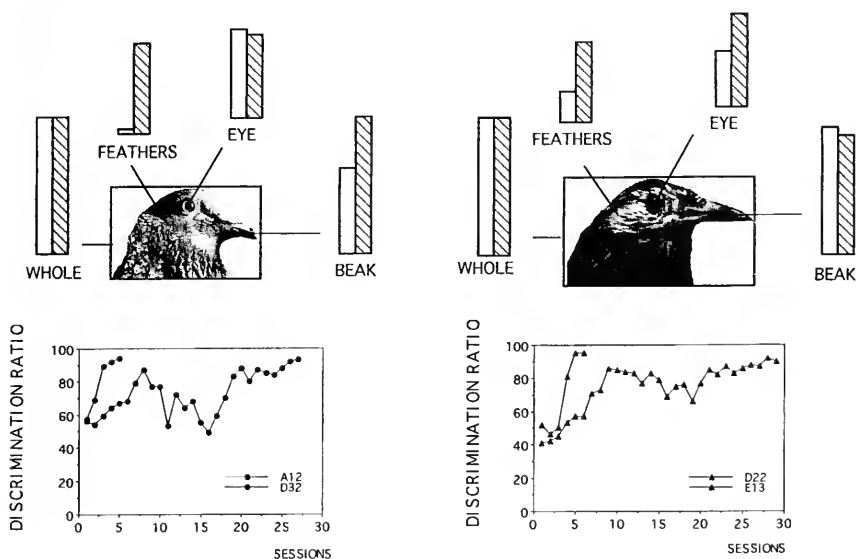 FEATHERS
EYE
WHOLE
BEAK
FEATHERS
EYE
WHOLE
BEAK
DISCRIMINATION RATIO
100
80
60
40
20
0
0 5 10 15 20 25 30
A12
D32
SESSIONS
DISCRIMINATION RATIO
100
80
60
40
20
0
0 5 10 15 20 25 30
D22
E13
SESSIONS